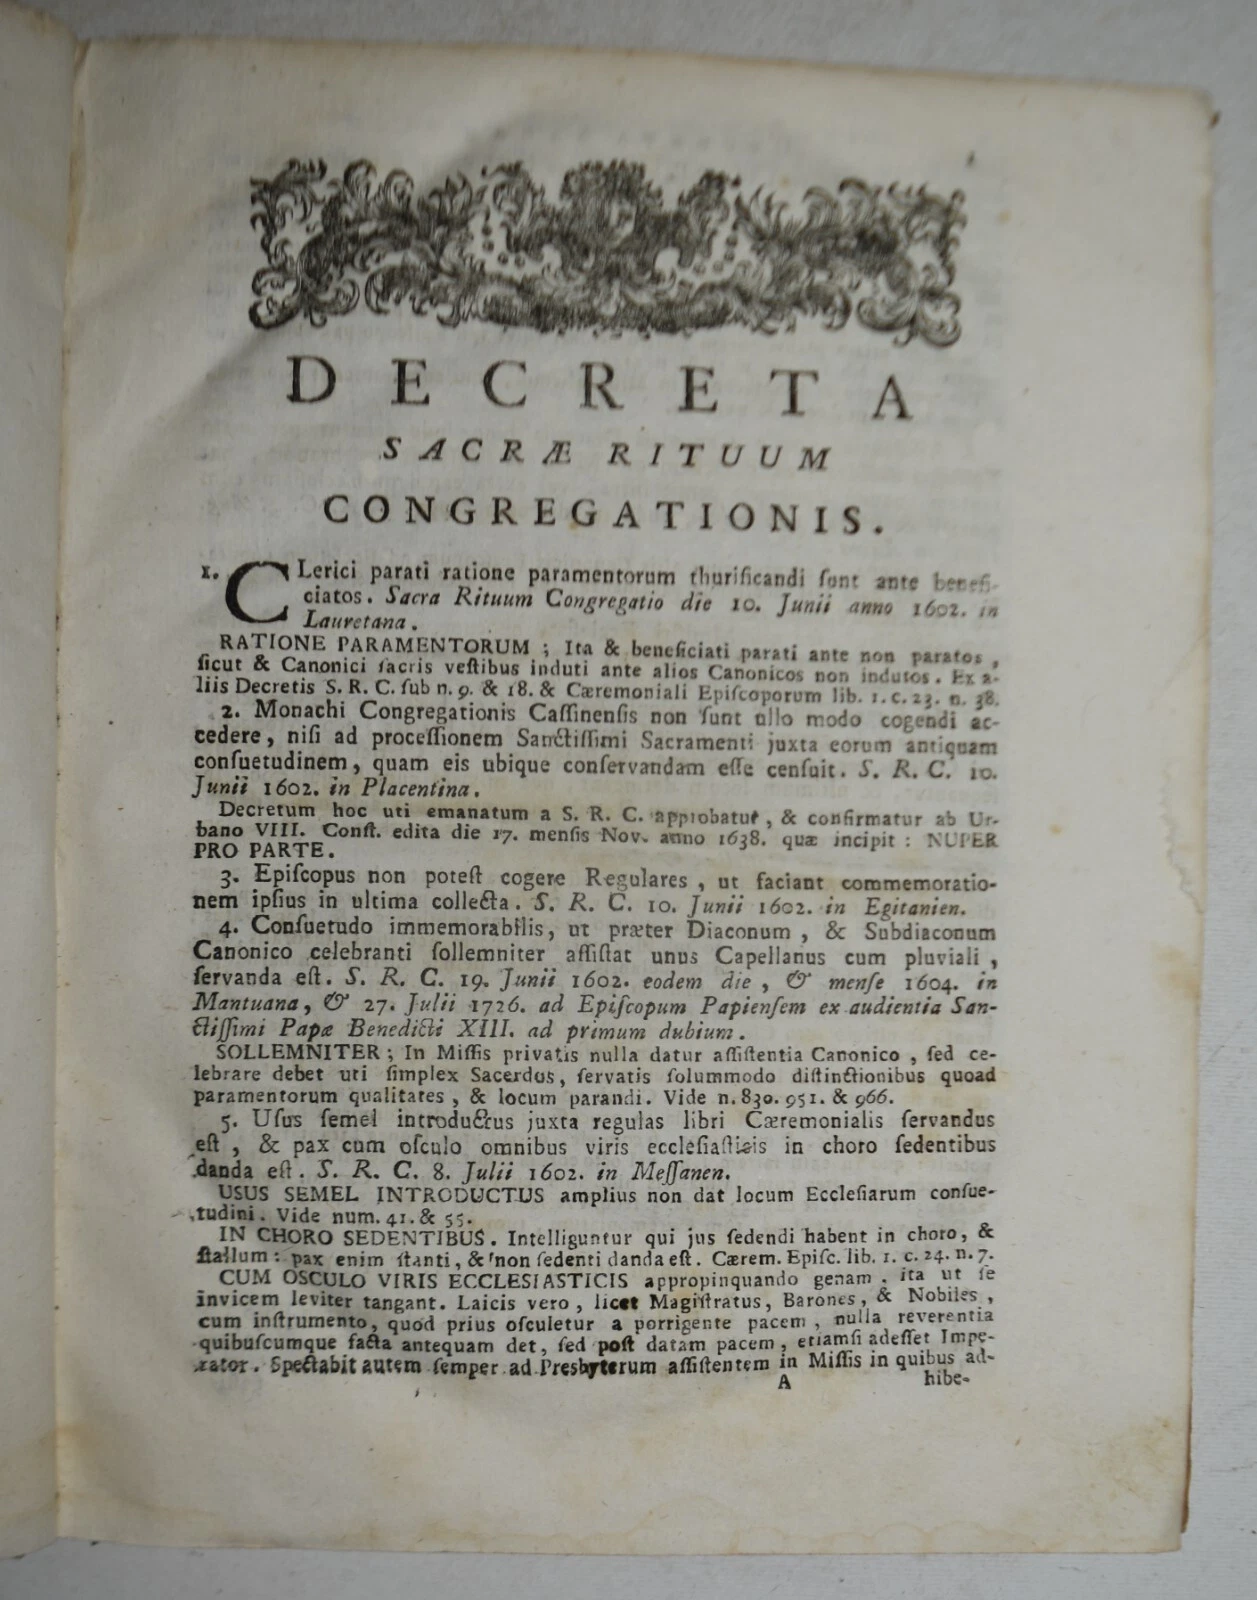 DECRETA
SACRÆ RITUUM
CONGREGATIONIS.
1. CLerici parati ratione paramentorum thurificandi ſunt ante benefi-
ciatos. Sacra Rituum Congregatio die 10. Junii anno 1602. in
Lauretana.
RATIONE PARAMENTORUM; Ita & beneficiati parati ante non paratos,
ſicut & Canonici ſacris veſtibus induti ante alios Canonicos non indutos. Ex a-
liis Decretis S. R. C. ſub n. 9. & 18. & Cæremoniali Epiſcoporum lib. 1. c. 23. n. 38.
2. Monachi Congregationis Caſſinenſis non ſunt ullo modo cogendi ac-
cedere, niſi ad proceſſionem Sanctiſſimi Sacramenti juxta eorum antiquam
conſuetudinem, quam eis ubique conſervandam eſſe cenſuit. S. R. C. 10.
Junii 1602. in Placentina.
Decretum hoc uti emanatum a S. R. C. approbatur, & confirmatur ab Ur-
bano VIII. Conſt. edita die 17. menſis Nov. anno 1638. quæ incipit: NUPER
PRO PARTE.
3. Epiſcopus non poteſt cogere Regulares, ut faciant commemoratio-
nem ipſius in ultima collecta. S. R. C. 10. Junii 1602. in Egitanien.
4. Conſuetudo immemorabilis, ut præter Diaconum, & Subdiaconum
Canonico celebranti ſollemniter aſſiſtat unus Capellanus cum pluviali,
ſervanda eſt. S. R. C. 19. Junii 1602. eodem die, & menſe 1604. in
Mantuana, & 27. Julii 1726. ad Epiſcopum Papienſem ex audientia San-
ctiſſimi Papæ Benedicti XIII. ad primum dubium.
SOLLEMNITER; In Miſſis privatis nulla datur aſſiſtentia Canonico, ſed ce-
lebrare debet uti ſimplex Sacerdos, ſervatis ſolummodo diſtinctionibus quoad
paramentorum qualitates, & locum parandi. Vide n. 830. 951. & 966.
5. Uſus ſemel introductus juxta regulas libri Cæremonialis ſervandus
eſt, & pax cum oſculo omnibus viris eccleſiaſticis in choro ſedentibus
danda eſt. S. R. C. 8. Julii 1602. in Meſſanen.
USUS SEMEL INTRODUCTUS amplius non dat locum Eccleſiarum conſue-
tudini. Vide num. 41. & 55.
IN CHORO SEDENTIBUS. Intelliguntur qui jus ſedendi habent in choro, &
ſtallum: pax enim ſtanti, & non ſedenti danda eſt. Cærem. Epiſc. lib. 1. c. 24. n. 7.
CUM OSCULO VIRIS ECCLESIASTICIS appropinquando genam, ita ut ſe
invicem leviter tangant. Laicis vero, licet Magiſtratus, Barones, & Nobiles,
cum inſtrumento, quod prius oſculetur a porrigente pacem, nulla reverentia
quibuſcumque facta antequam det, ſed poſt datam pacem, etiamſi adeſſet Impe-
rator. Spectabit autem ſemper ad Presbyterum aſſiſtentem in Miſſis in quibus ad-
A hibe-